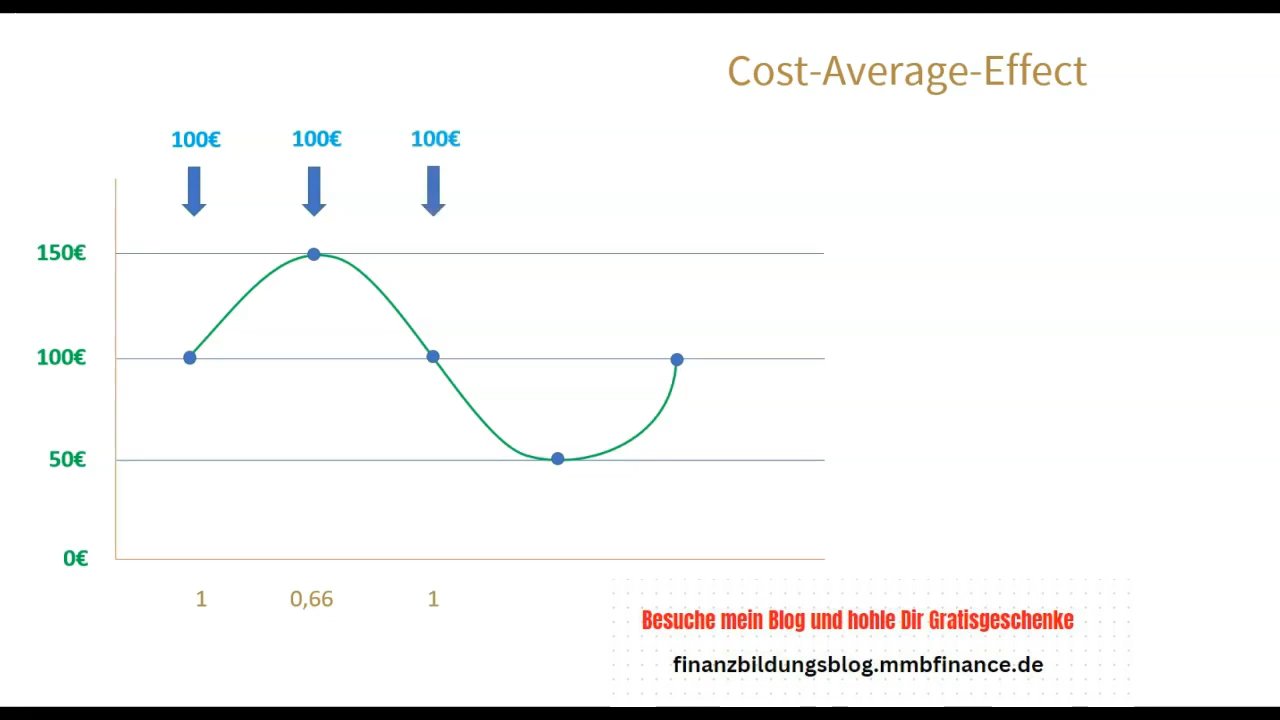 Cost-Average-Effect
100€ 100€ 100€
150€
100€
50€
0€
1 0,66 1
Besuche mein Blog und hohle Dir Gratisgeschenke
finanzbildungsblog.mmbfinance.de